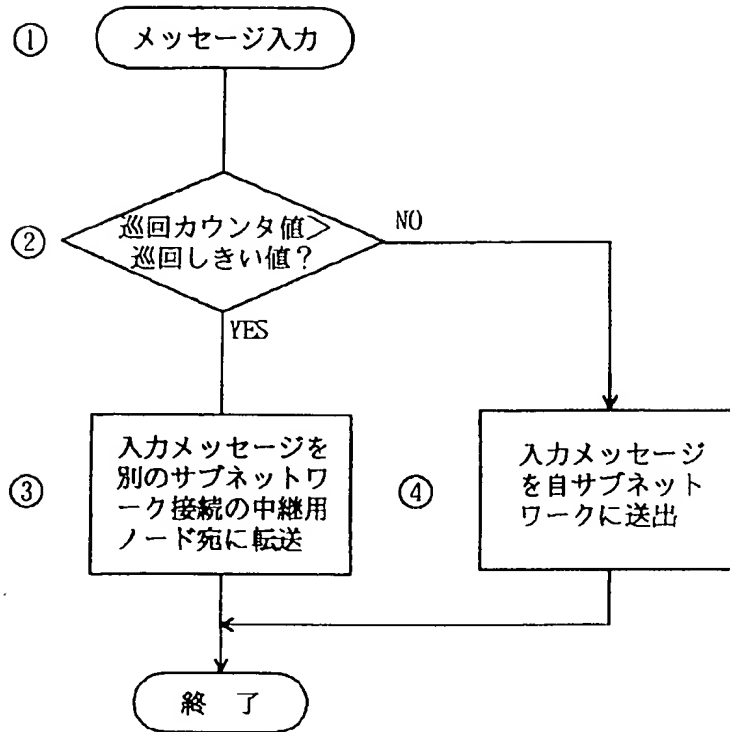 ① メッセージ入力
② 巡回カウンタ値>
巡回しきい値?
NO
YES
③ 入力メッセージを
別のサブネットワ
ーク接続の中継用
ノード宛に転送
④ 入力メッセージ
を自サブネット
ワークに送出
終 了